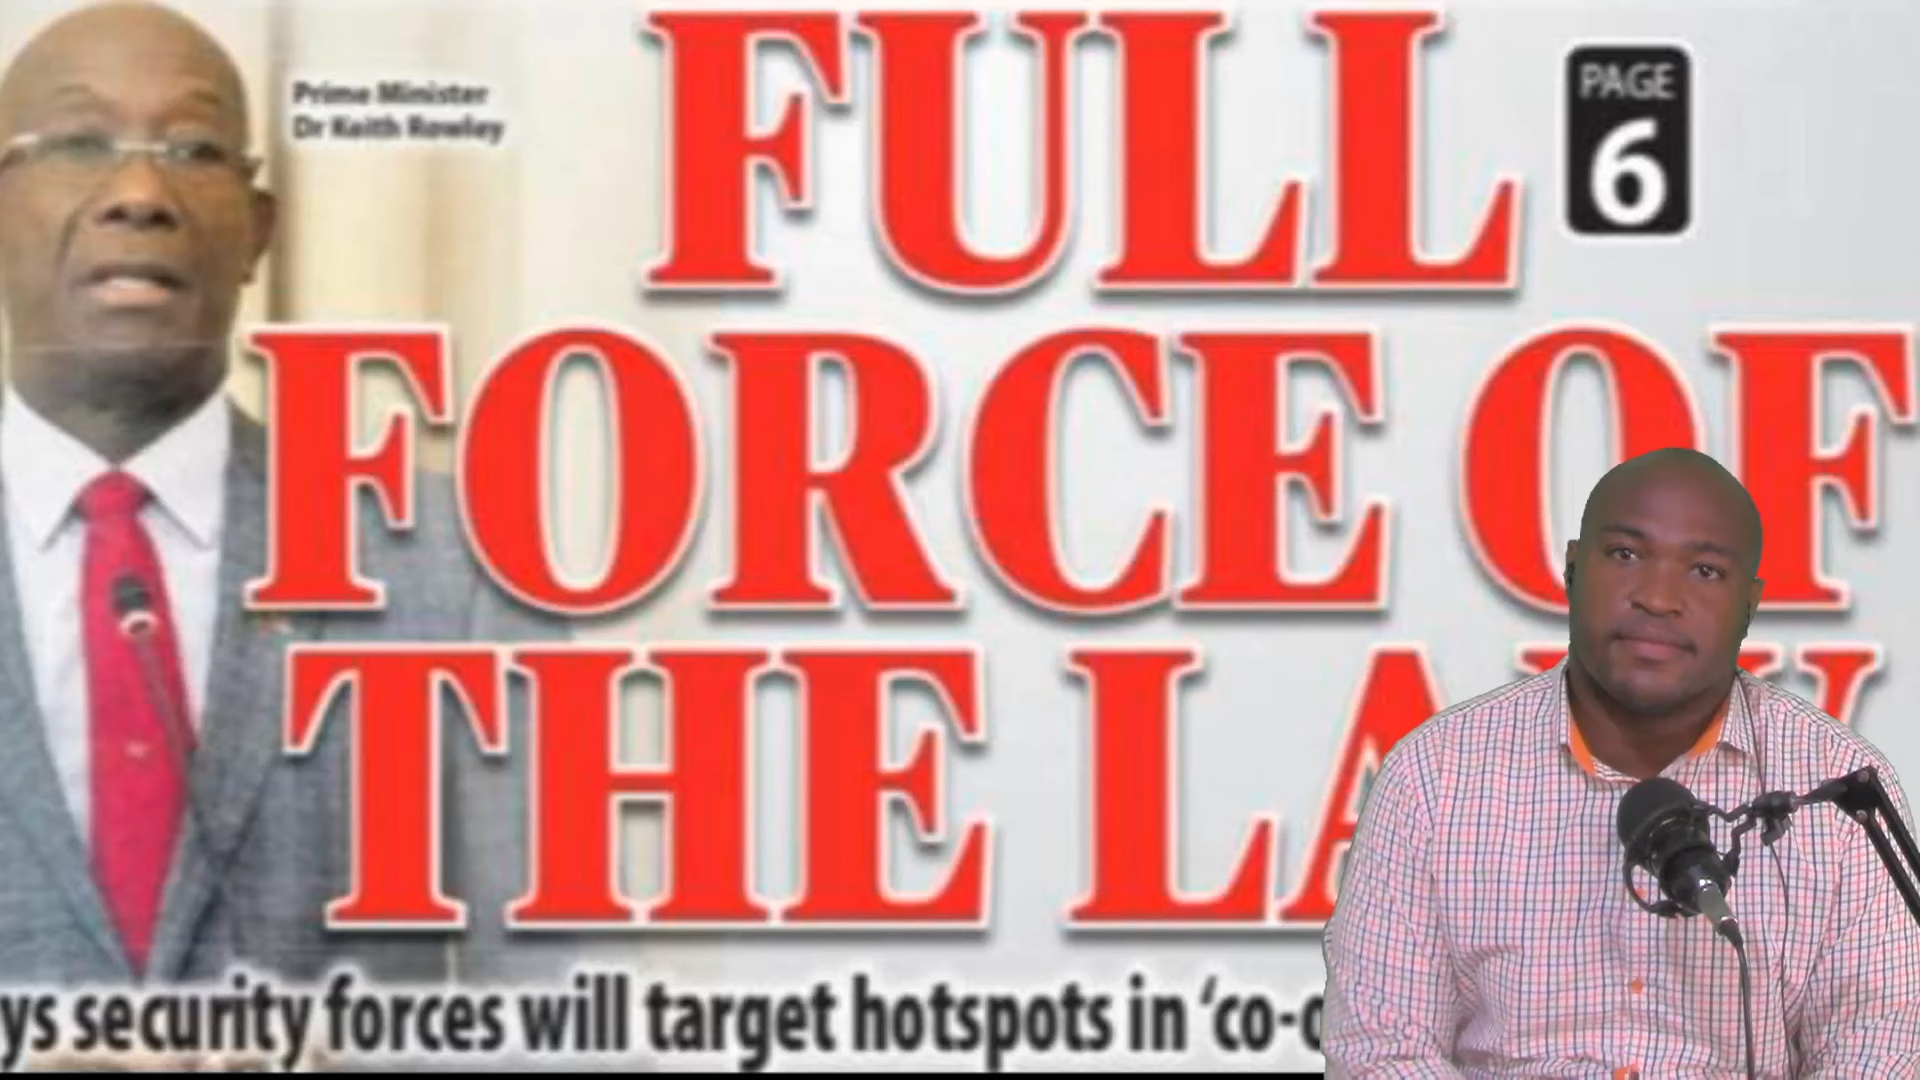 Prime Minister
Dr Keith Rowley
FULL
PAGE
6
FORCE OF
THE LA
ys security forces will target hotspots in ‘co-